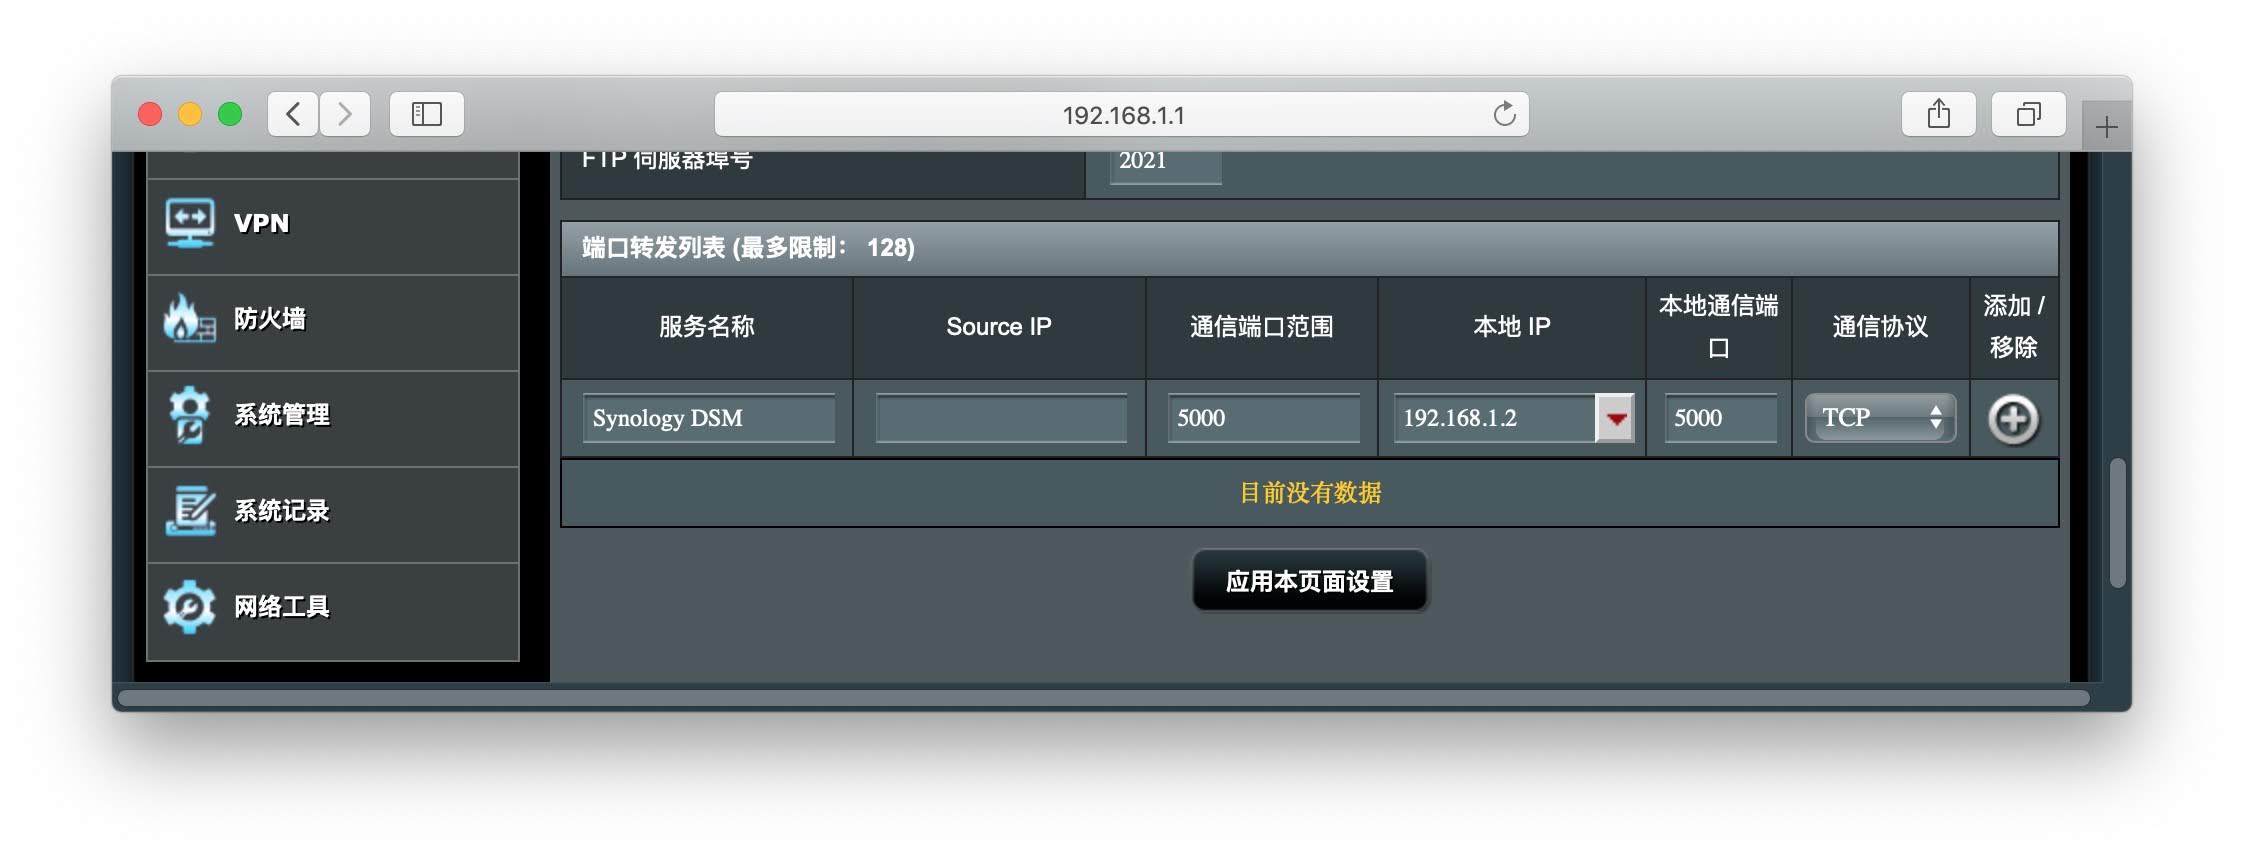 192.168.1.1
FTP 伺服器埠号
2021
VPN
防火墙
系统管理
系统记录
网络工具
端口转发列表 (最多限制： 128)
服务名称
Source IP
通信端口范围
本地 IP
本地通信端
口
通信协议
添加 /
移除
Synology DSM
5000
192.168.1.2
5000
TCP
目前没有数据
应用本页面设置